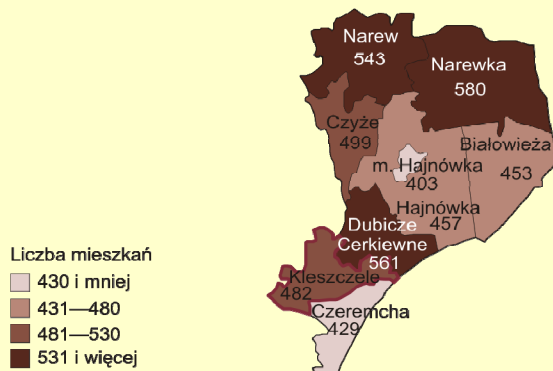 Narew
543
Narewka
580
Czyże
499
Białowieża
453
m. Hajnówka
403
Hajnówka
457
Dubicze
Cerkiewne
561
Kleszczele
482
Czeremcha
429
Liczba mieszkań
430 i mniej
431—480
481—530
531 i więcej